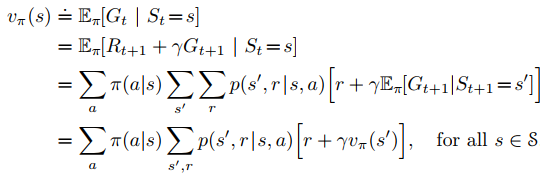 v_π(s) ≐ 𝔼_π[G_t | S_t = s]
= 𝔼_π[R_{t+1} + γG_{t+1} | S_t = s]
= ∑_a π(a|s) ∑_{s′} ∑_r p(s′, r|s, a) [r + γ𝔼_π[G_{t+1}|S_{t+1} = s′]]
= ∑_a π(a|s) ∑_{s′,r} p(s′, r|s, a) [r + γv_π(s′)], for all s ∈ 𝒮